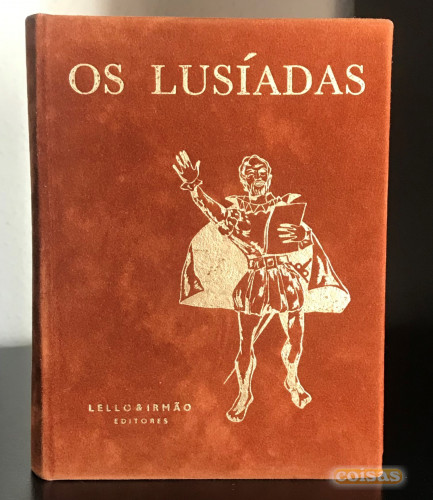 OS LUSÍADAS
LELLO & IRMÃO
EDITORES
coisas